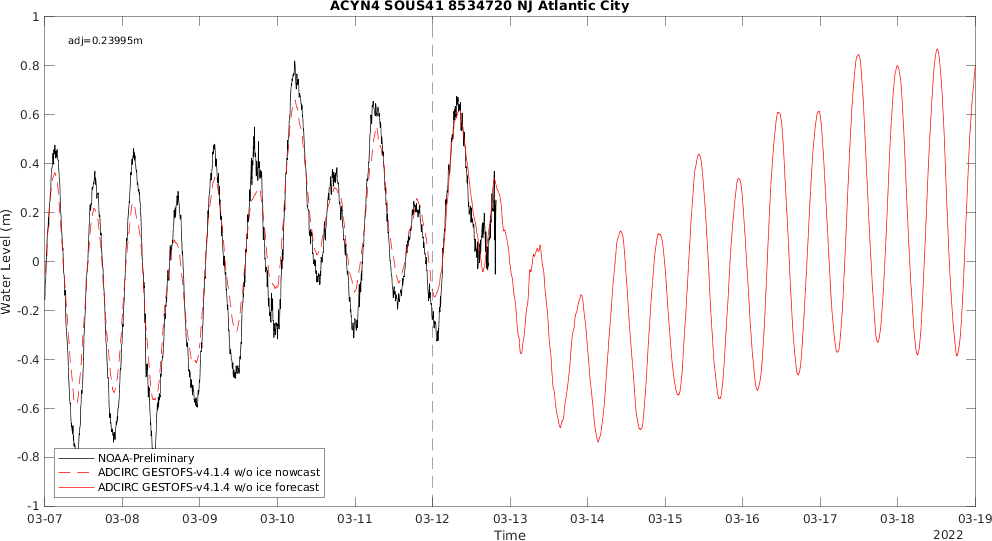 ACYN4 SOUS41 8534720 NJ Atlantic City
adj=0.23995m
1
0.8
0.6
0.4
0.2
0
-0.2
-0.4
-0.6
-0.8
-1
Water Level (m)
NOAA-Preliminary
ADCIRC GESTOFS-v4.1.4 w/o ice nowcast
ADCIRC GESTOFS-v4.1.4 w/o ice forecast
03-07 03-08 03-09 03-10 03-11 03-12 03-13 03-14 03-15 03-16 03-17 03-18 03-19
Time
2022